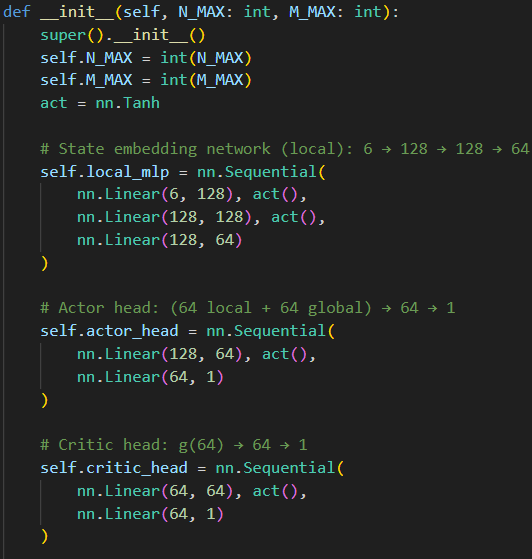 def __init__(self, N_MAX: int, M_MAX: int):
    super().__init__()
    self.N_MAX = int(N_MAX)
    self.M_MAX = int(M_MAX)
    act = nn.Tanh

    # State embedding network (local): 6 → 128 → 128 → 64
    self.local_mlp = nn.Sequential(
        nn.Linear(6, 128), act(),
        nn.Linear(128, 128), act(),
        nn.Linear(128, 64)
    )

    # Actor head: (64 local + 64 global) → 64 → 1
    self.actor_head = nn.Sequential(
        nn.Linear(128, 64), act(),
        nn.Linear(64, 1)
    )

    # Critic head: g(64) → 64 → 1
    self.critic_head = nn.Sequential(
        nn.Linear(64, 64), act(),
        nn.Linear(64, 1)
    )